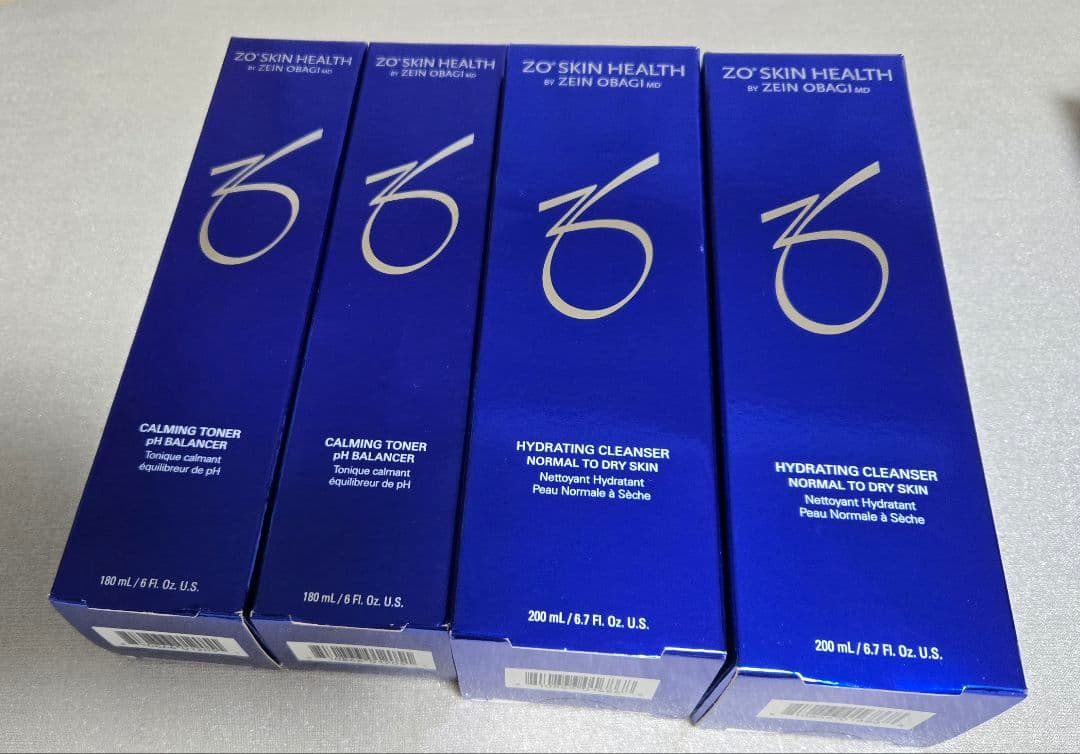 ZO® SKIN HEALTH
BY ZEIN OBAGI MD
CALMING TONER
pH BALANCER
Tonique calmant
équilibreur de pH
180 mL / 6 Fl. Oz. U.S.
ZO® SKIN HEALTH
BY ZEIN OBAGI MD
CALMING TONER
pH BALANCER
Tonique calmant
équilibreur de pH
180 mL / 6 Fl. Oz. U.S.
ZO® SKIN HEALTH
BY ZEIN OBAGI MD
HYDRATING CLEANSER
NORMAL TO DRY SKIN
Nettoyant Hydratant
Peau Normale à Sèche
200 mL / 6.7 Fl. Oz. U.S.
ZO® SKIN HEALTH
BY ZEIN OBAGI MD
HYDRATING CLEANSER
NORMAL TO DRY SKIN
Nettoyant Hydratant
Peau Normale à Sèche
200 mL / 6.7 Fl. Oz. U.S.